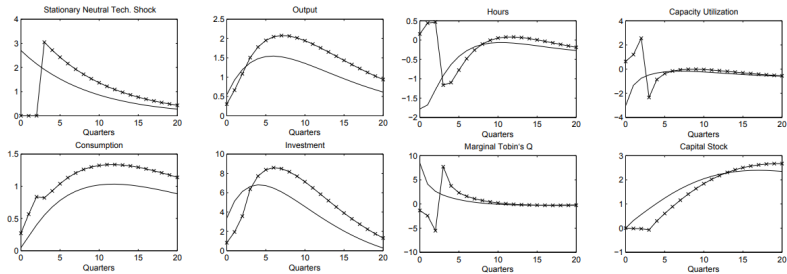 Stationary Neutral Tech. Shock
4
3
2
1
0
0 5 10 15 20
Quarters
Output
2.5
2
1.5
1
0.5
0
0 5 10 15 20
Quarters
Hours
0.5
0
−0.5
−1
−1.5
−2
0 5 10 15 20
Quarters
Capacity Utilization
4
2
0
−2
−4
0 5 10 15 20
Quarters
Consumption
1.5
1
0.5
0
0 5 10 15 20
Quarters
Investment
10
8
6
4
2
0
0 5 10 15 20
Quarters
Marginal Tobin's Q
10
5
0
−5
−10
0 5 10 15 20
Quarters
Capital Stock
3
2
1
0
−1
0 5 10 15 20
Quarters